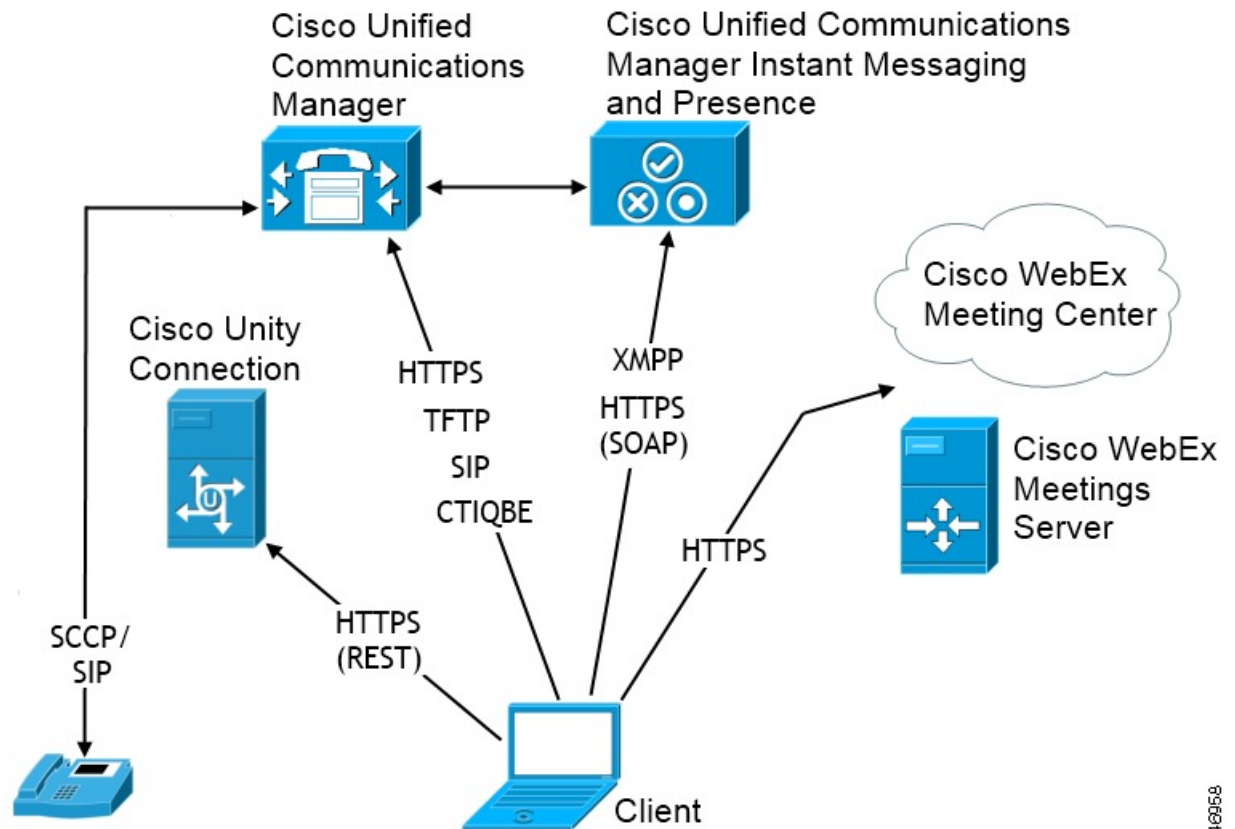 Cisco Unified
Communications
Manager
Cisco Unified Communications
Manager Instant Messaging
and Presence
Cisco WebEx
Meeting Center
Cisco Unity
Connection
HTTPS
TFTP
SIP
CTIQBE
XMPP
HTTPS
(SOAP)
Cisco WebEx
Meetings
Server
HTTPS
U
HTTPS
(REST)
SCCP/
SIP
Client